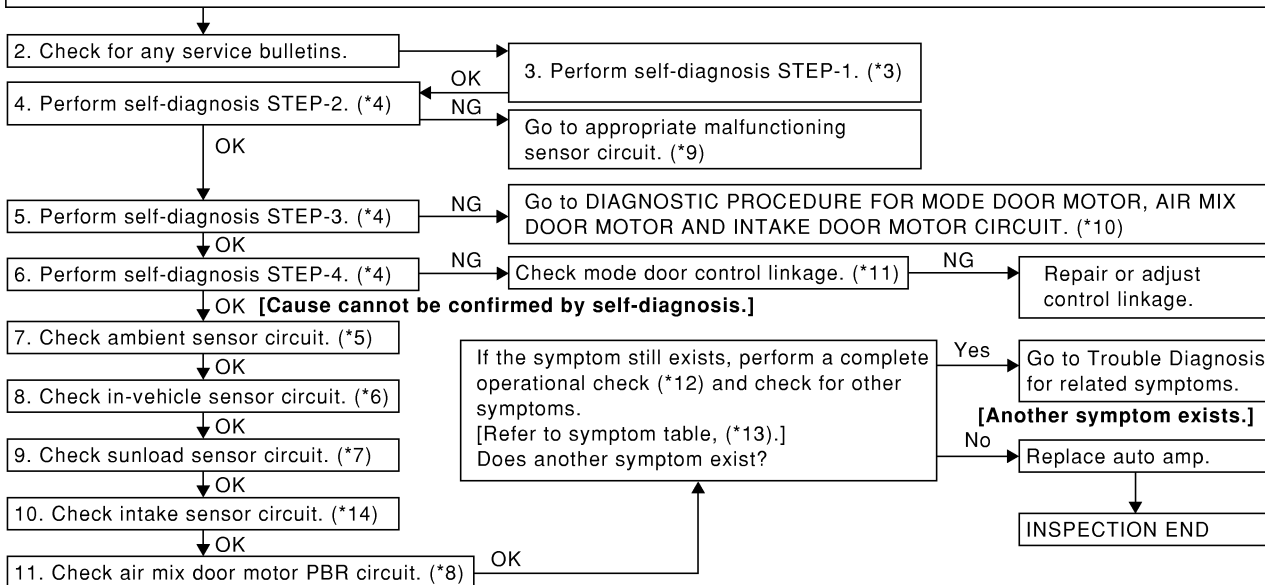 2. Check for any service bulletins.
3. Perform self-diagnosis STEP-1. (*3)
OK
4. Perform self-diagnosis STEP-2. (*4)
NG
Go to appropriate malfunctioning
sensor circuit. (*9)
OK
5. Perform self-diagnosis STEP-3. (*4)
NG
Go to DIAGNOSTIC PROCEDURE FOR MODE DOOR MOTOR, AIR MIX
DOOR MOTOR AND INTAKE DOOR MOTOR CIRCUIT. (*10)
OK
6. Perform self-diagnosis STEP-4. (*4)
NG
Check mode door control linkage. (*11)
NG
Repair or adjust
control linkage.
OK
[Cause cannot be confirmed by self-diagnosis.]
7. Check ambient sensor circuit. (*5)
OK
8. Check in-vehicle sensor circuit. (*6)
OK
9. Check sunload sensor circuit. (*7)
OK
10. Check intake sensor circuit. (*14)
OK
11. Check air mix door motor PBR circuit. (*8)
OK
If the symptom still exists, perform a complete
operational check (*12) and check for other
symptoms.
[Refer to symptom table, (*13).]
Does another symptom exist?
Yes
Go to Trouble Diagnosis
for related symptoms.
[Another symptom exists.]
No
Replace auto amp.
INSPECTION END